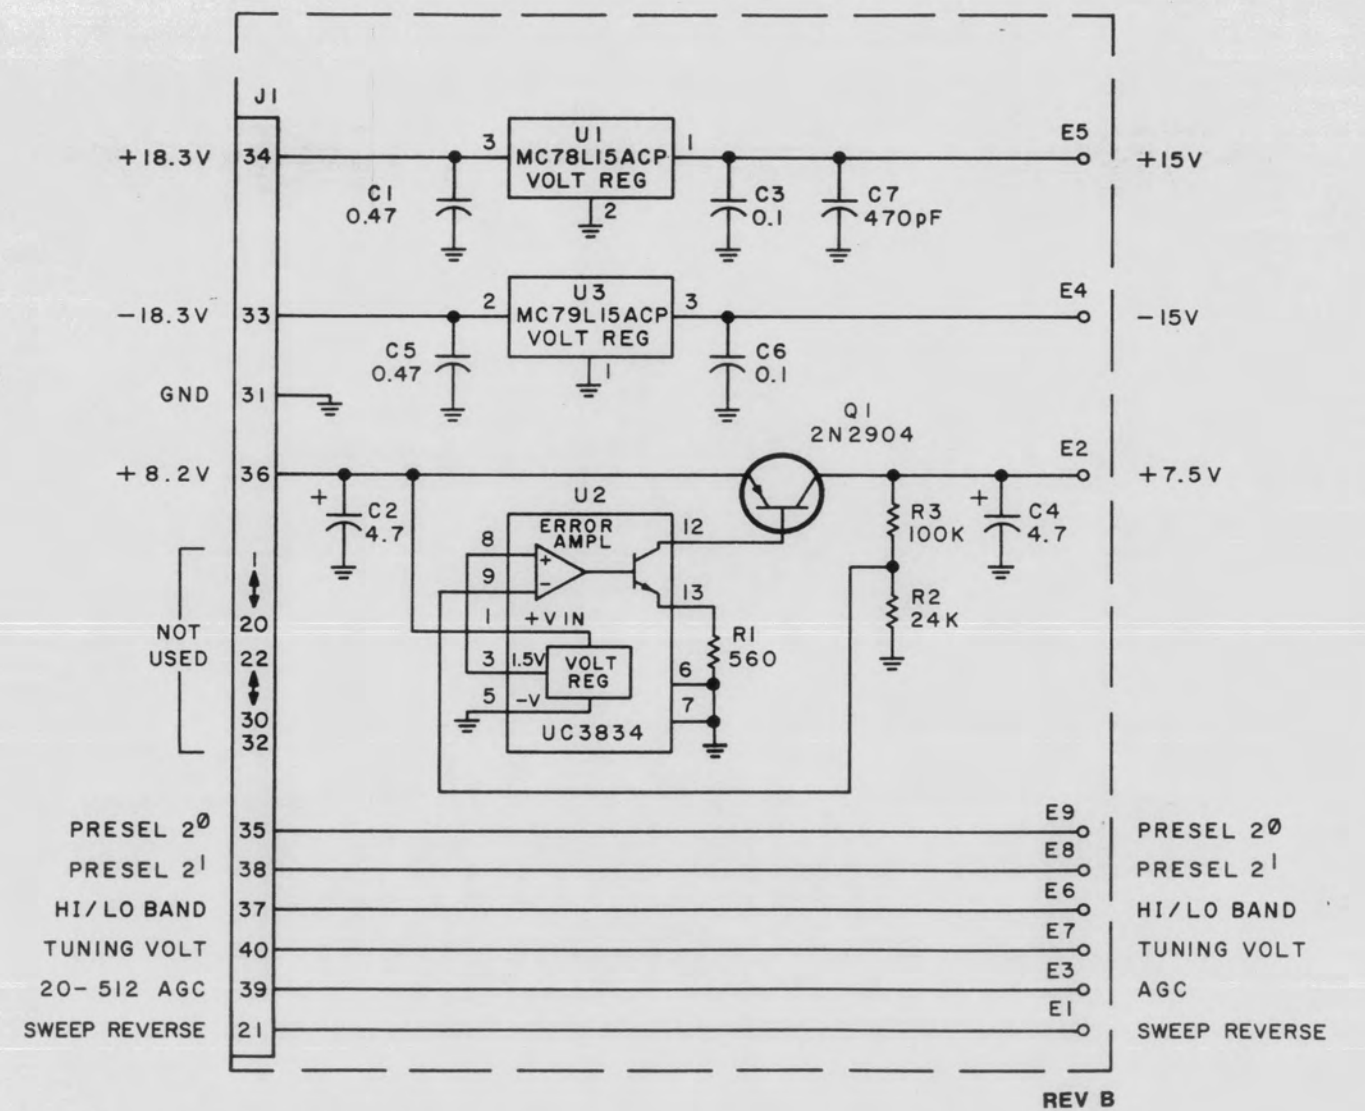 J1
+18.3V 34
3
U1
MC78L15ACP
VOLT REG
1
2
C1
0.47
C3
0.1
C7
470pF
E5
+15V
-18.3V 33
2
U3
MC79L15ACP
VOLT REG
3
1
C5
0.47
C6
0.1
E4
-15V
GND 31
Q1
2N2904
+8.2V 36
E2
+7.5V
+
C2
4.7
U2
ERROR
AMPL
8
+
9
-
12
13
1
+V IN
3
1.5V
VOLT
REG
5
-V
6
7
UC3834
R1
560
R3
100K
R2
24K
+
C4
4.7
NOT
USED
1
20
22
30
32
PRESEL 2⁰ 35 E9 PRESEL 2⁰
PRESEL 2¹ 38 E8 PRESEL 2¹
HI/LO BAND 37 E6 HI/LO BAND
TUNING VOLT 40 E7 TUNING VOLT
20-512 AGC 39 E3 AGC
SWEEP REVERSE 21 E1 SWEEP REVERSE
REV B